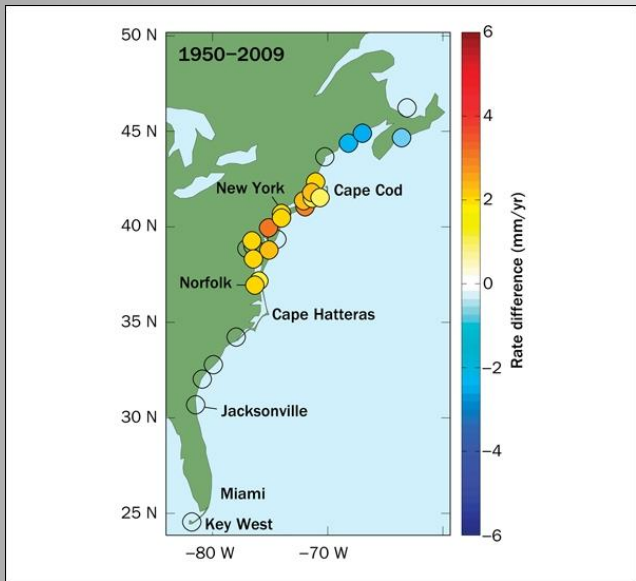 50 N
1950–2009
45 N
New York
Cape Cod
40 N
Norfolk
Cape Hatteras
35 N
30 N
Jacksonville
Miami
25 N
Key West
−80 W
−70 W
6
4
2
0
−2
−4
−6
Rate difference (mm/yr)